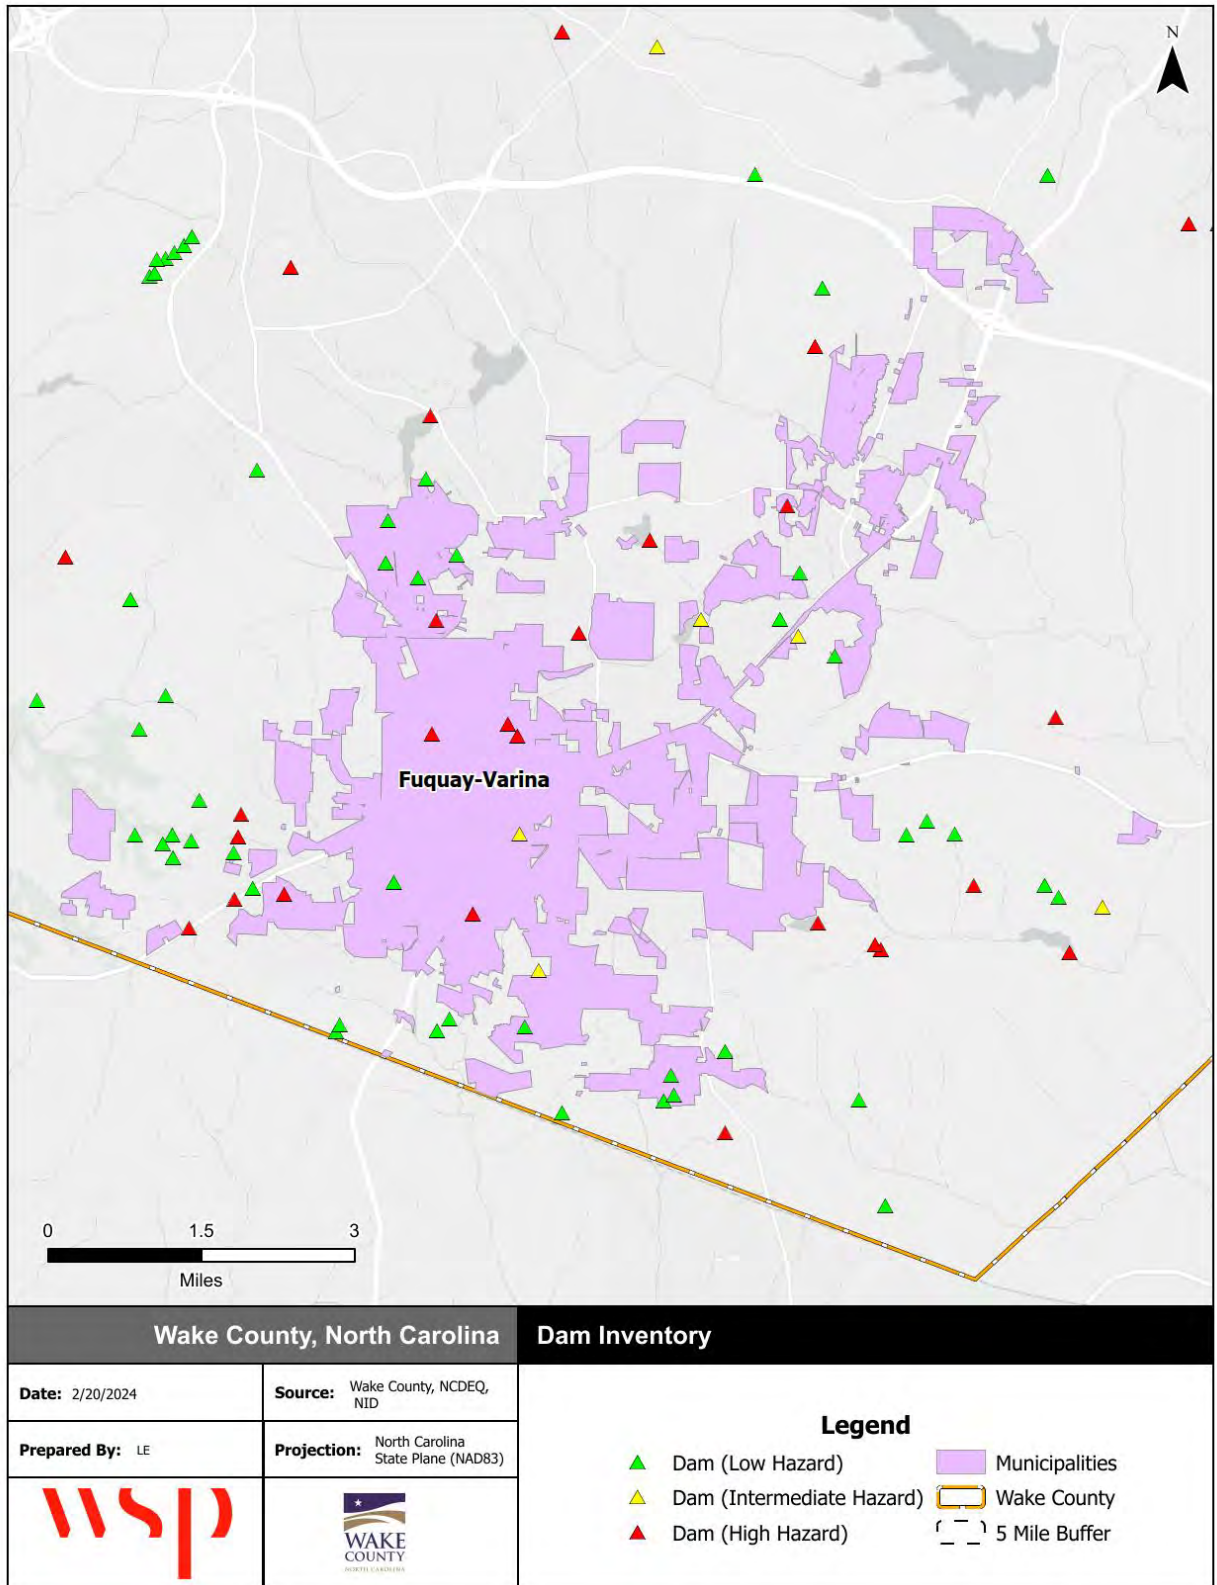 N
Fuquay-Varina
0 1.5 3
Miles
Wake County, North Carolina
Dam Inventory
Date: 2/20/2024
Source: Wake County, NCDEQ,
NID
Prepared By: LE
Projection: North Carolina
State Plane (NAD83)
wsp
WAKE
COUNTY
NORTH CAROLINA
Legend
Dam (Low Hazard)
Municipalities
Dam (Intermediate Hazard)
Wake County
Dam (High Hazard)
5 Mile Buffer